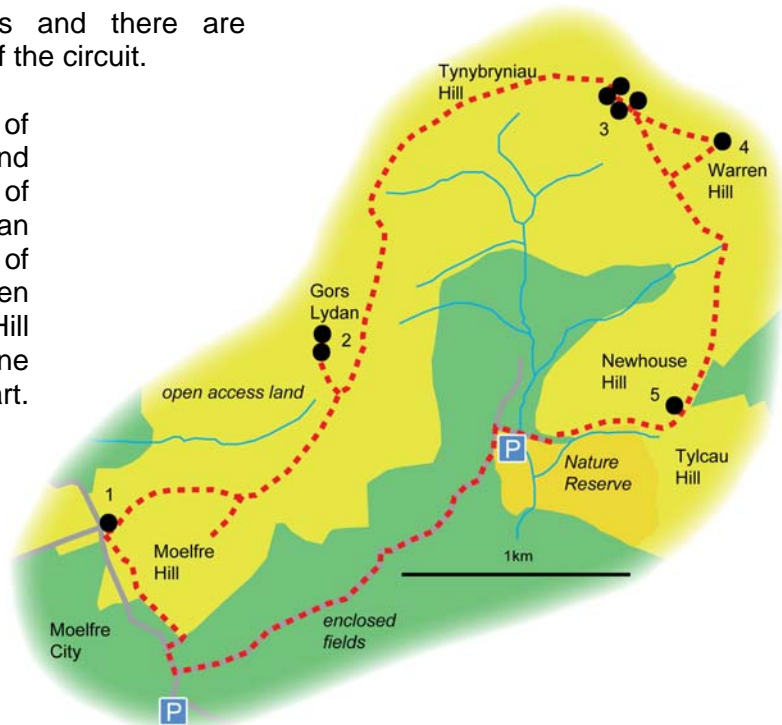 s and there are
f the circuit.
of
nd
of
an
of
en
Hill
ne
art.
Tynybryniau
Hill
3
4
Warren
Hill
Gors
Lydan
2
open access land
Newhouse
Hill
5
P
Nature
Reserve
Tylcau
Hill
1
Moelfre
Hill
1km
enclosed
fields
Moelfre
City
P